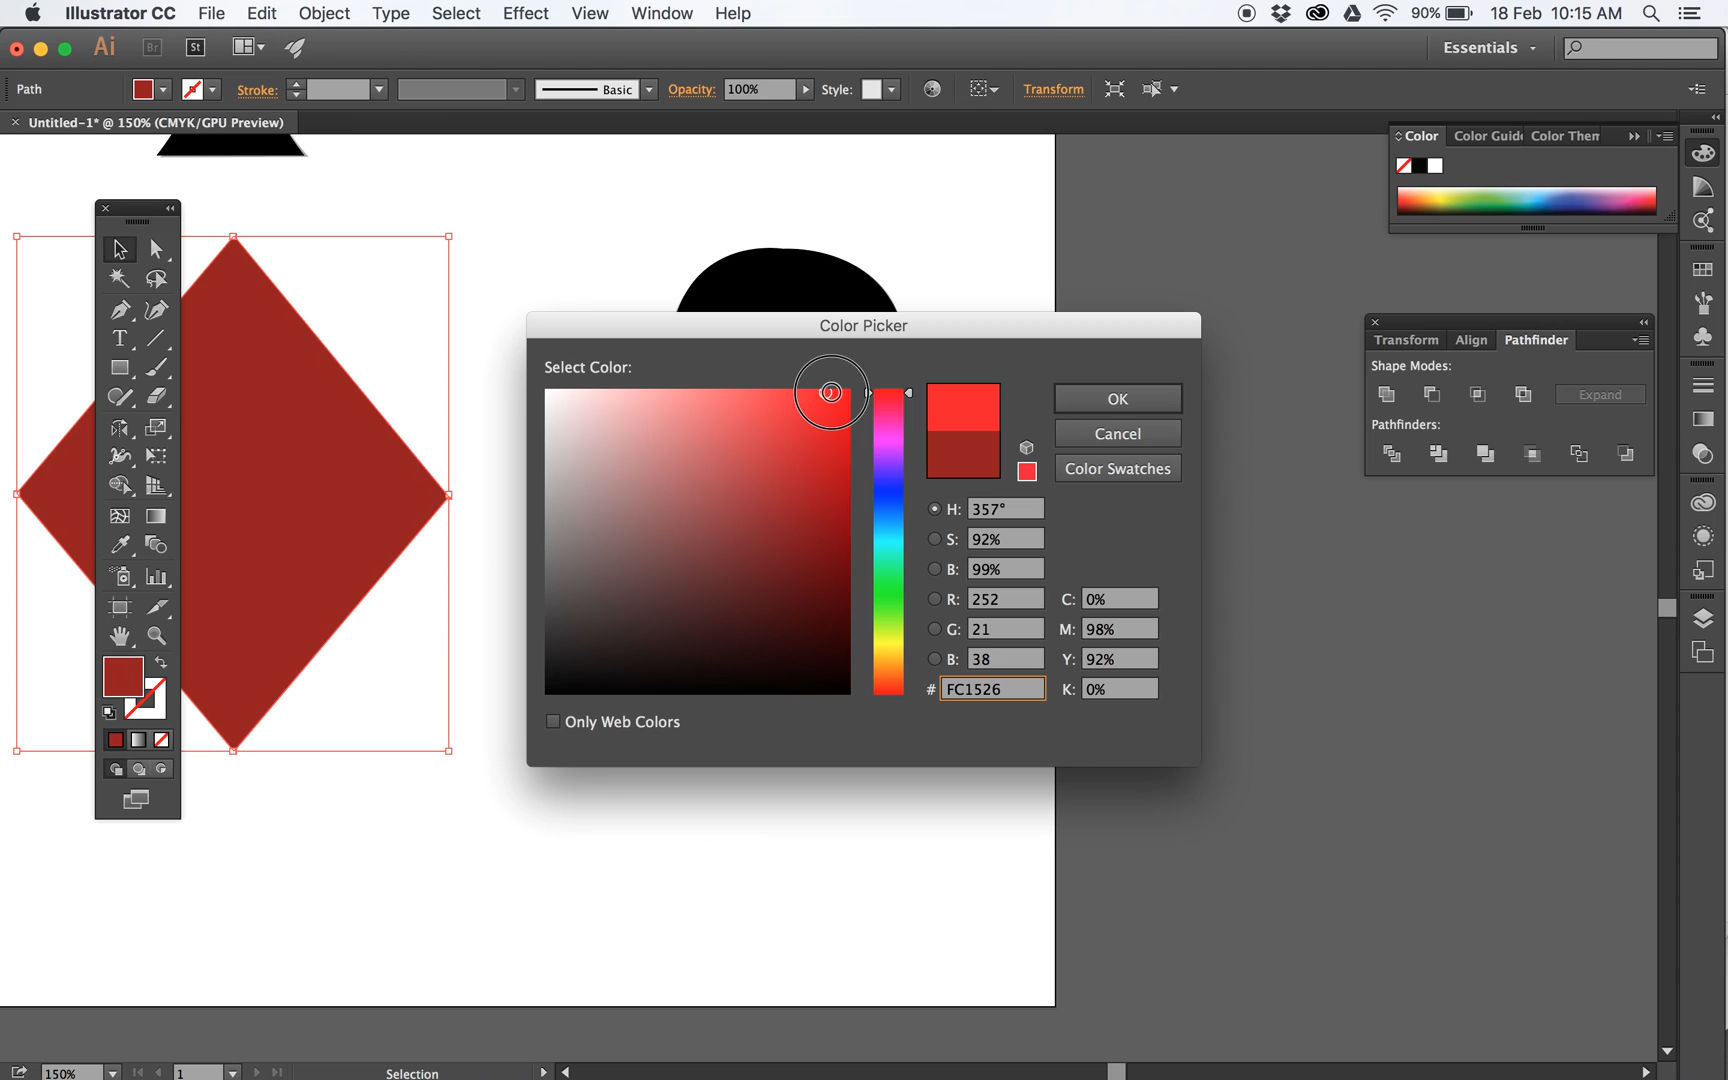 Illustrator CC File Edit Object Type Select Effect View Window Help 90% 18 Feb 10:15 AM
Ai Br St Essentials
Path Stroke: Basic Opacity: 100% Style: Transform
Untitled-1* @ 150% (CMYK/GPU Preview)
Color Color Guide Color Them
Color Picker
Select Color:
OK
Cancel
Color Swatches
H: 357°
S: 92%
B: 99%
R: 252 C: 0%
G: 21 M: 98%
B: 38 Y: 92%
# FC1526 K: 0%
Only Web Colors
Transform Align Pathfinder
Shape Modes:
Expand
Pathfinders:
T
150% 1 Selection